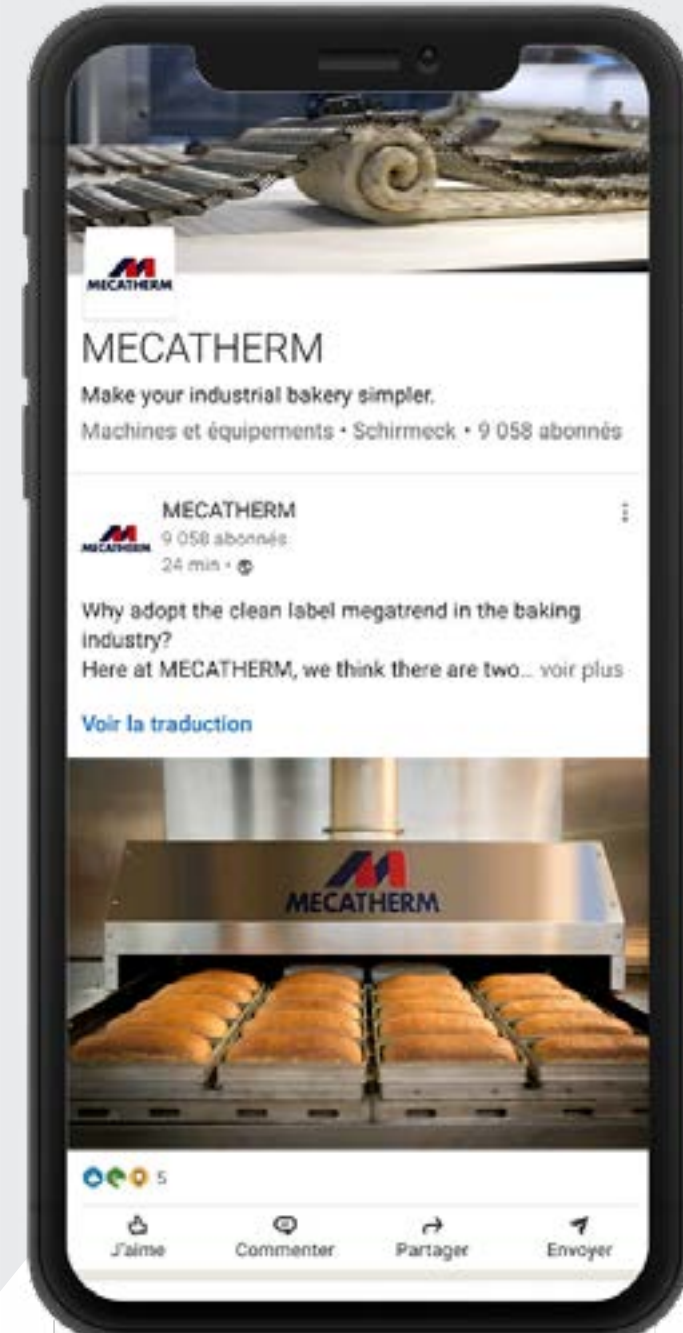 MECATHERM
MECATHERM
Make your industrial bakery simpler.
Machines et équipements • Schirmeck • 9 058 abonnés
MECATHERM
MECATHERM
9 058 abonnés
24 min •
Why adopt the clean label megatrend in the baking
industry?
Here at MECATHERM, we think there are two... voir plus
Voir la traduction
MECATHERM
5
J'aime Commenter Partager Envoyer